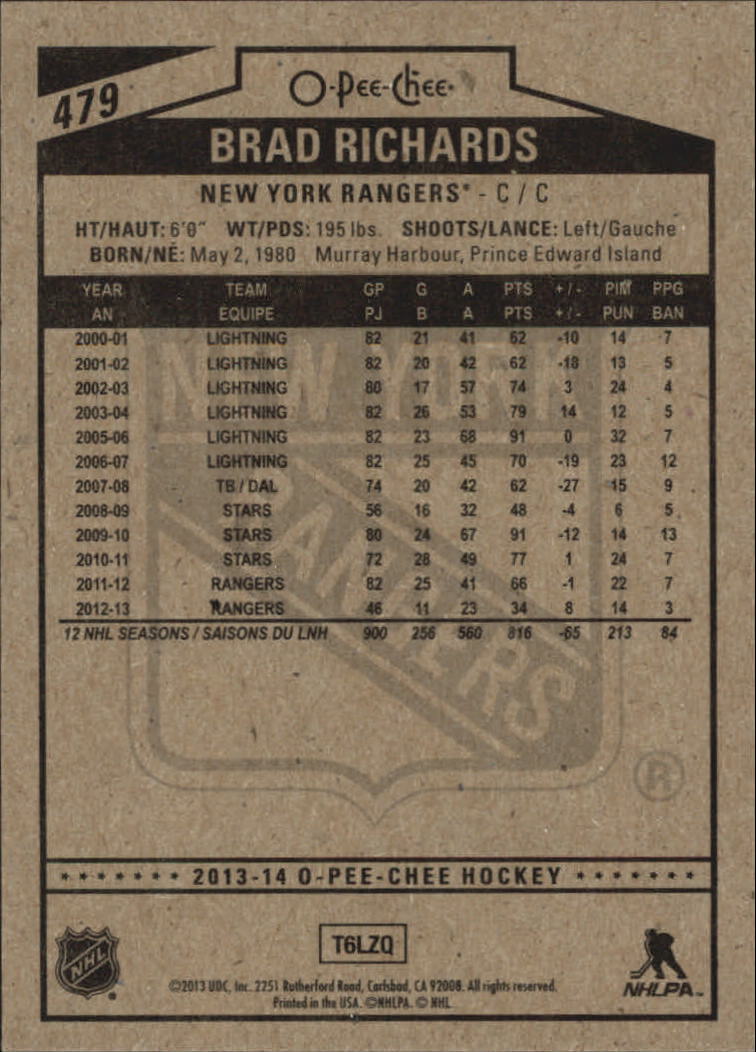 479
O-Pee-Chee
BRAD RICHARDS
NEW YORK RANGERS® - C / C
HT/HAUT: 6'0" WT/PDS: 195 lbs. SHOOTS/LANCE: Left/Gauche
BORN/NÉ: May 2, 1980 Murray Harbour, Prince Edward Island
YEAR TEAM GP G A PTS +/- PIM PPG
AN ÉQUIPE PJ B A PTS +/- PUN BAN
2000-01 LIGHTNING 82 21 41 62 -10 14 7
2001-02 LIGHTNING 82 20 42 62 -18 13 5
2002-03 LIGHTNING 80 17 57 74 3 24 4
2003-04 LIGHTNING 82 26 53 79 14 12 5
2005-06 LIGHTNING 82 23 68 91 0 32 7
2006-07 LIGHTNING 82 25 45 70 -19 23 12
2007-08 TB / DAL 74 20 42 62 -27 15 9
2008-09 STARS 56 16 32 48 -4 6 5
2009-10 STARS 80 24 67 91 -12 14 13
2010-11 STARS 72 28 49 77 1 24 7
2011-12 RANGERS 82 25 41 66 -1 22 7
2012-13 RANGERS 46 11 23 34 8 14 3
12 NHL SEASONS / SAISONS DU LNH 900 256 560 816 -65 213 84
NEW YORK
RANGERS
®
2013-14 O-PEE-CHEE HOCKEY
NHL
T6LZQ
NHLPA™
©2013 UDC, Inc. 2251 Rutherford Road, Carlsbad, CA 92008. All rights reserved.
Printed in the USA. ©NHLPA. © NHL